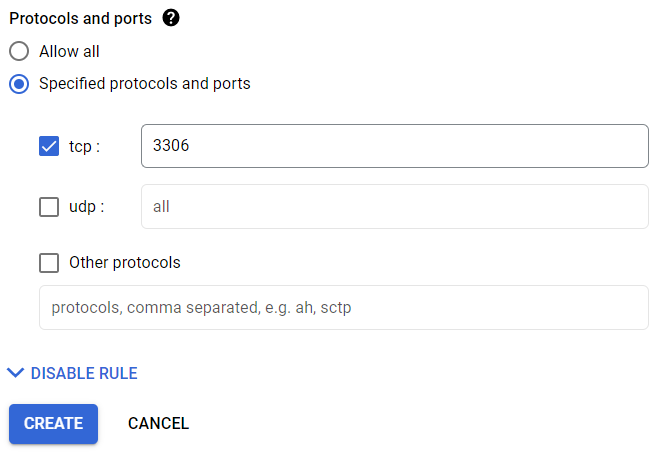 Protocols and ports ?
Allow all
Specified protocols and ports
tcp : 3306
udp : all
Other protocols
protocols, comma separated, e.g. ah, sctp
DISABLE RULE
CREATE CANCEL